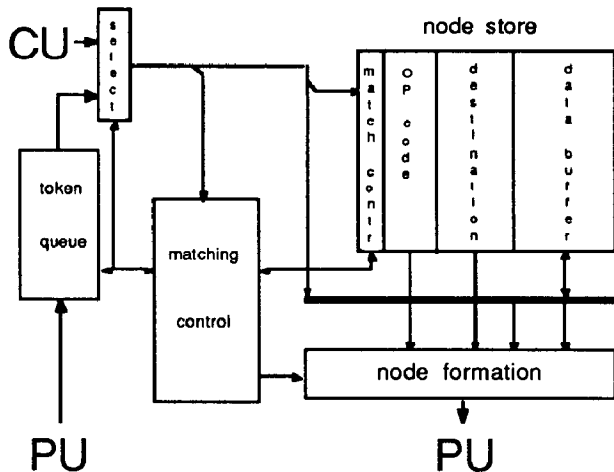 node store
CU
select
match contr
OP code
destination
data buffer
token
queue
matching
control
node formation
PU
PU